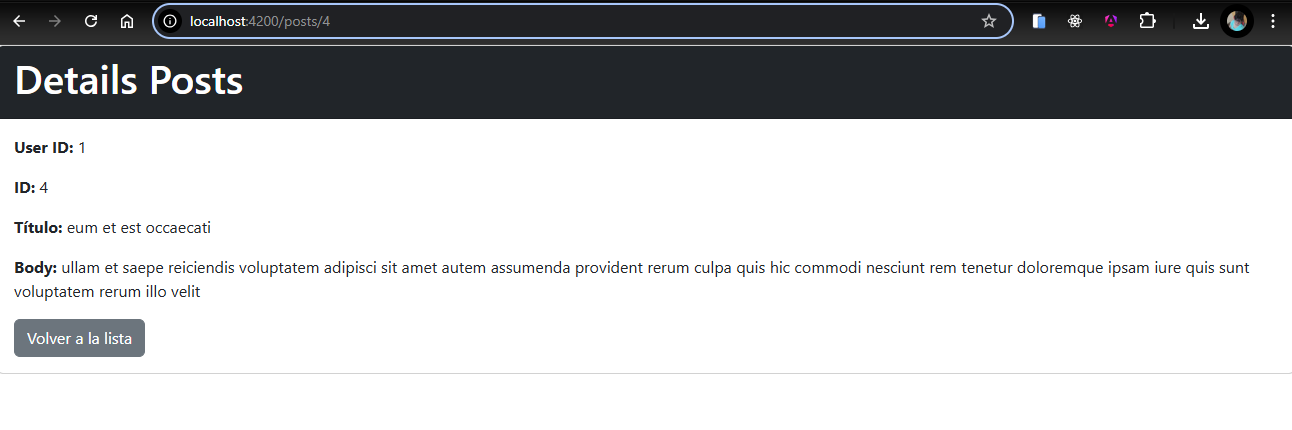 localhost:4200/posts/4
Details Posts
User ID: 1
ID: 4
Título: eum et est occaecati
Body: ullam et saepe reiciendis voluptatem adipisci sit amet autem assumenda provident rerum culpa quis hic commodi nesciunt rem tenetur doloremque ipsam iure quis sunt
voluptatem rerum illo velit
Volver a la lista